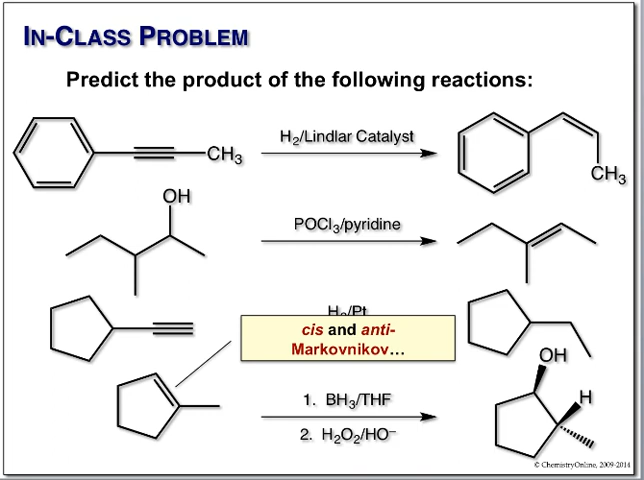 IN-CLASS PROBLEM
Predict the product of the following reactions:
H₂/Lindlar Catalyst
CH₃
CH₃
OH
POCl₃/pyridine
H₂/Pt
cis and anti-
Markovnikov…
OH
H
1. BH₃/THF
2. H₂O₂/HO⁻
© ChemistryOnline, 2009-2014